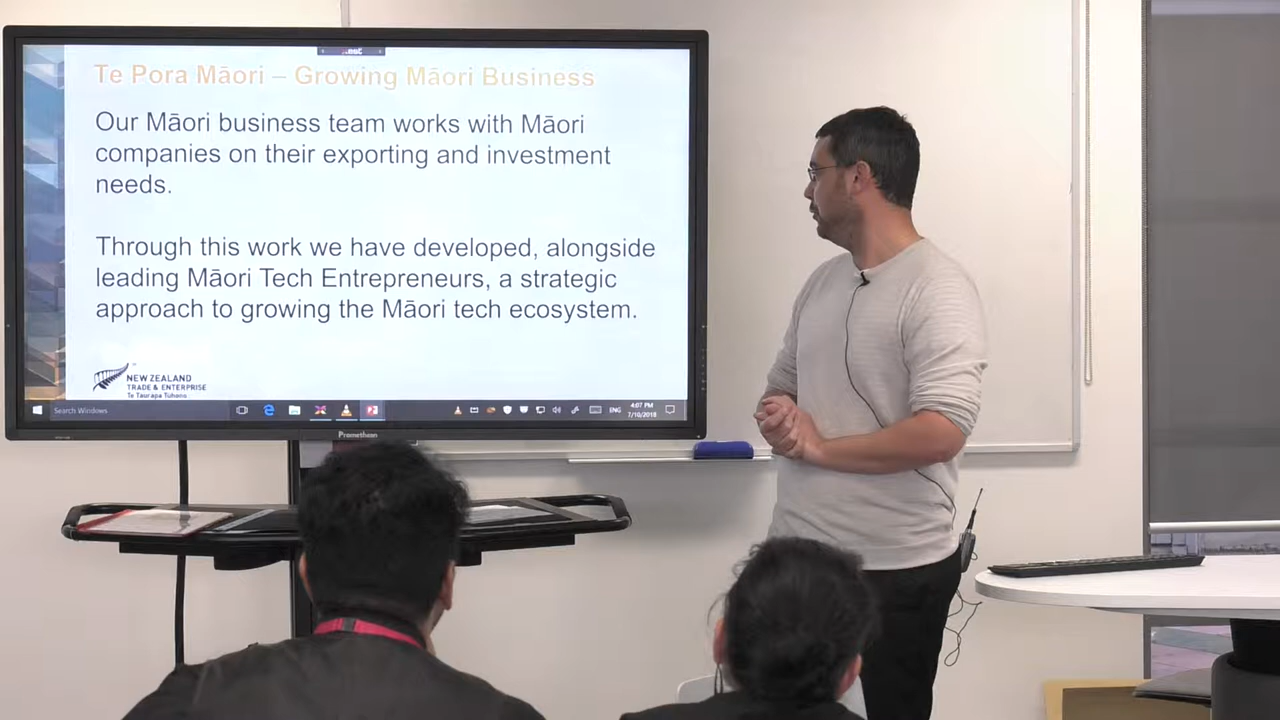 Te Pora Māori – Growing Māori Business
Our Māori business team works with Māori
companies on their exporting and investment
needs.
Through this work we have developed, alongside
leading Māori Tech Entrepreneurs, a strategic
approach to growing the Māori tech ecosystem.
NEW ZEALAND
TRADE & ENTERPRISE
Te Taurapa Tūhono
Search Windows
ENG
4:07 PM
7/10/2018
Promethean